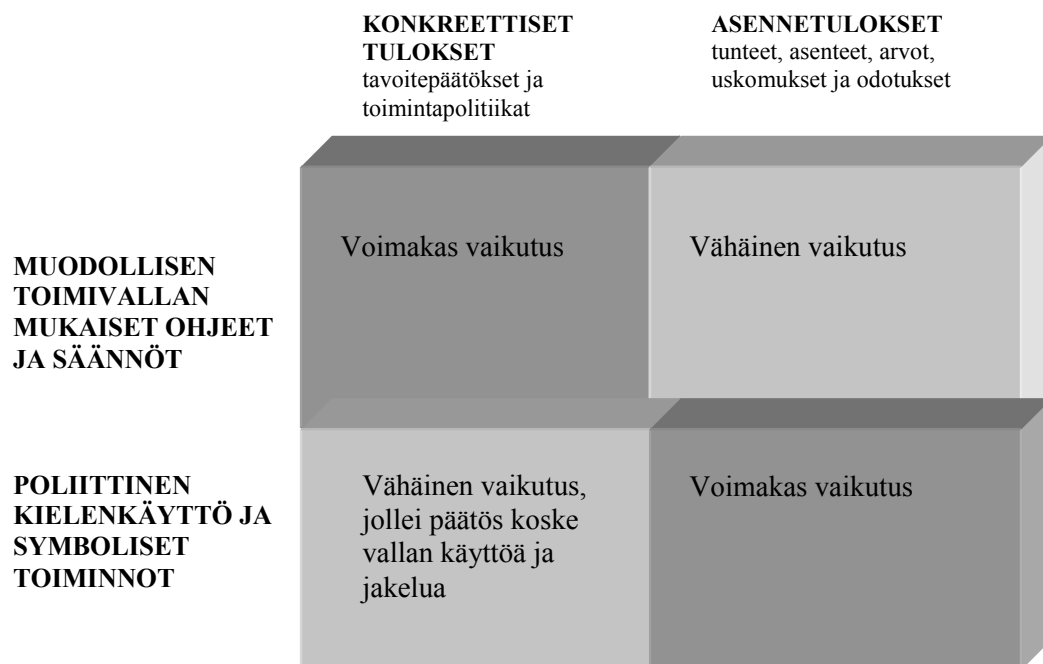 KONKREETTISET
TULOKSET
tavoitepäätökset ja
toimintapolitiikat
ASENNETULOKSET
tunteet, asenteet, arvot,
uskomukset ja odotukset
MUODOLLISEN
TOIMIVALLAN
MUKAISET OHJEET
JA SÄÄNNÖT
Voimakas vaikutus
Vähäinen vaikutus
POLIITTINEN
KIELENKÄYTTÖ JA
SYMBOLISET
TOIMINNOT
Vähäinen vaikutus,
jollei päätös koske
vallan käyttöä ja
jakelua
Voimakas vaikutus